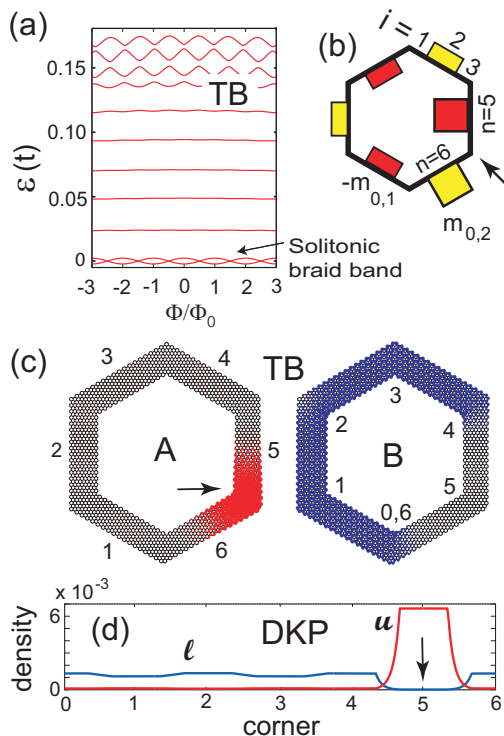 (a)
0.15
0.10
0.05
0
ε (t)
TB
Solitonic
braid band
-3 -2 -1 0 1 2 3
Φ/Φ0
(b)
i = 1 2 3
n=5
n=6
-m0,1
m0,2
(c)
TB
3 4
2 A 5
1 6
3
2 4
B
1 5
0,6
(d)
x 10-3
6
0
density
DKP
ℓ
u
0 1 2 3 4 5 6
corner